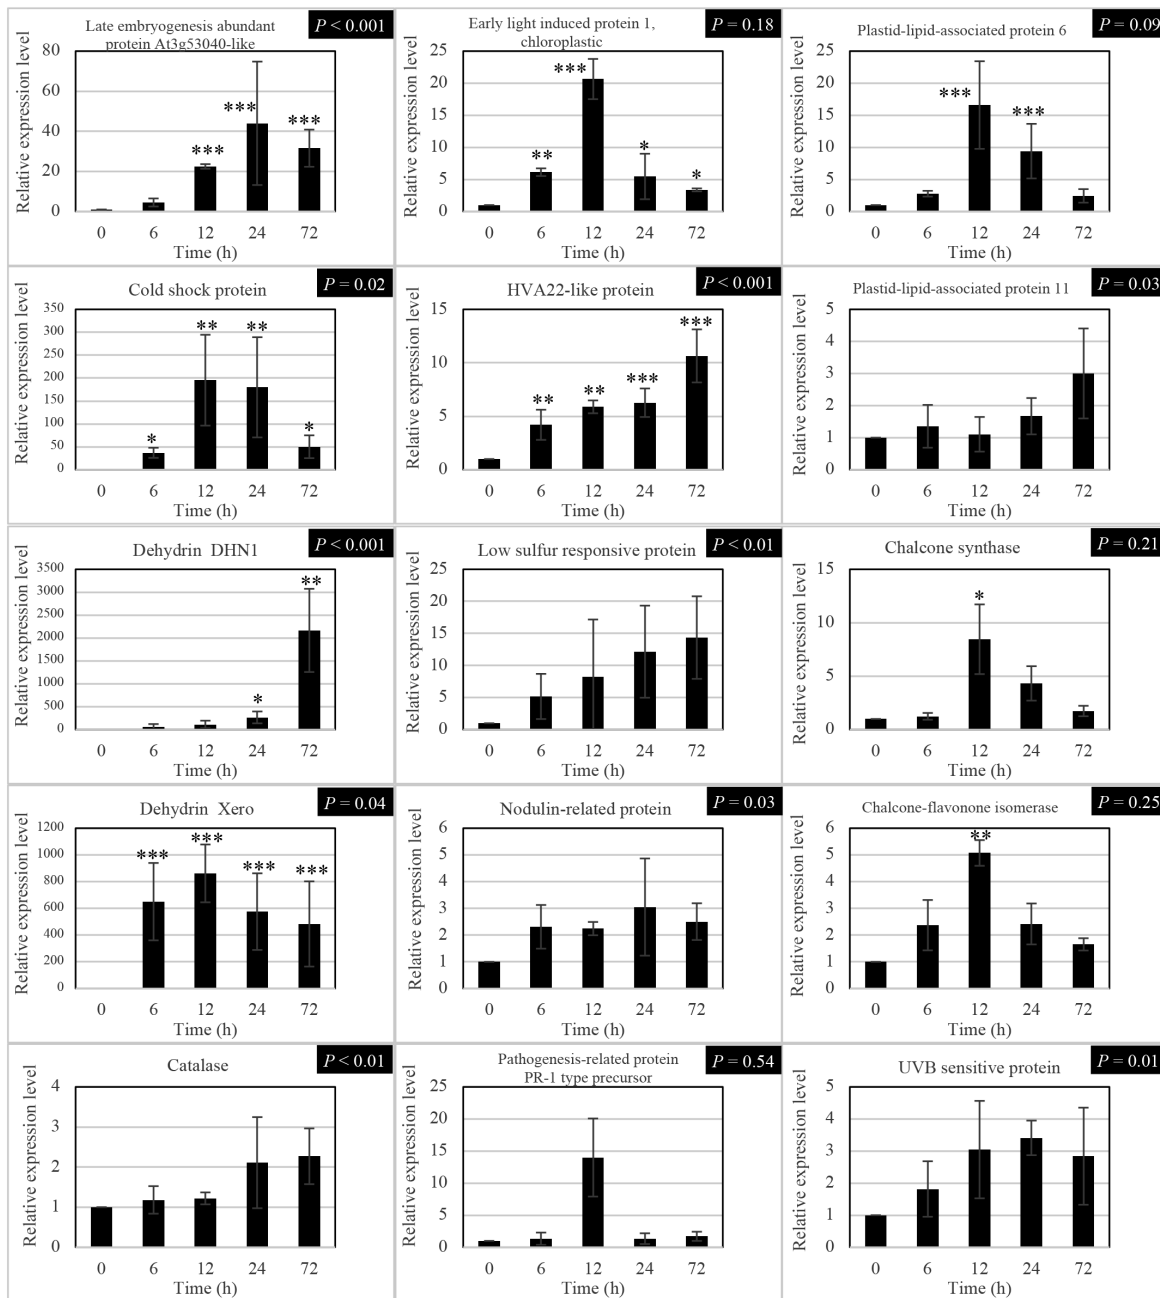 Late embryogenesis abundant
protein At3g53040-like
P < 0.001
Relative expression level
80
60
40
20
0
***
***
***
0 6 12 24 72
Time (h)
Early light induced protein 1,
chloroplastic
P = 0.18
Relative expression level
25
20
15
10
5
0
**
***
*
*
0 6 12 24 72
Time (h)
Plastid-lipid-associated protein 6
P = 0.09
Relative expression level
25
20
15
10
5
0
***
***
0 6 12 24 72
Time (h)
Cold shock protein
P = 0.02
Relative expression level
350
300
250
200
150
100
50
0
*
**
**
*
0 6 12 24 72
Time (h)
HVA22-like protein
P < 0.001
Relative expression level
15
10
5
0
**
**
***
***
0 6 12 24 72
Time (h)
Plastid-lipid-associated protein 11
P = 0.03
Relative expression level
5
4
3
2
1
0
0 6 12 24 72
Time (h)
Dehydrin DHN1
P < 0.001
Relative expression level
3500
3000
2500
2000
1500
1000
500
0
*
**
0 6 12 24 72
Time (h)
Low sulfur responsive protein
P < 0.01
Relative expression level
25
20
15
10
5
0
0 6 12 24 72
Time (h)
Chalcone synthase
P = 0.21
Relative expression level
15
10
5
0
*
0 6 12 24 72
Time (h)
Dehydrin Xero
P = 0.04
Relative expression level
1200
1000
800
600
400
200
0
***
***
***
***
0 6 12 24 72
Time (h)
Nodulin-related protein
P = 0.03
Relative expression level
6
5
4
3
2
1
0
0 6 12 24 72
Time (h)
Chalcone-flavonone isomerase
P = 0.25
Relative expression level
6
5
4
3
2
1
0
**
0 6 12 24 72
Time (h)
Catalase
P < 0.01
Relative expression level
4
3
2
1
0
0 6 12 24 72
Time (h)
Pathogenesis-related protein
PR-1 type precursor
P = 0.54
Relative expression level
25
20
15
10
5
0
0 6 12 24 72
Time (h)
UVB sensitive protein
P = 0.01
Relative expression level
5
4
3
2
1
0
0 6 12 24 72
Time (h)